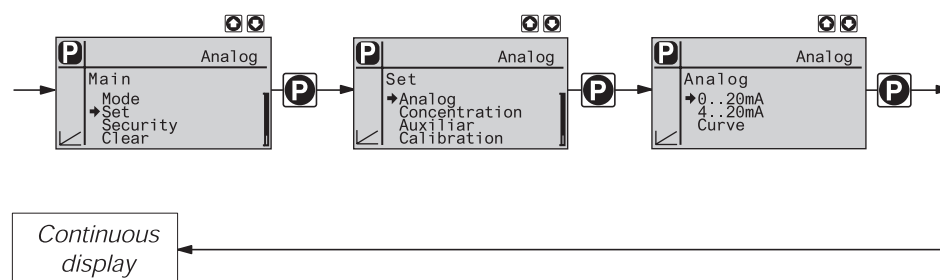 P Analog
Main
Mode
➔Set
Security
Clear
P
P Analog
Set
➔Analog
Concentration
Auxiliar
Calibration
P
P Analog
Analog
➔0..20mA
4..20mA
Curve
P
Continuous
display